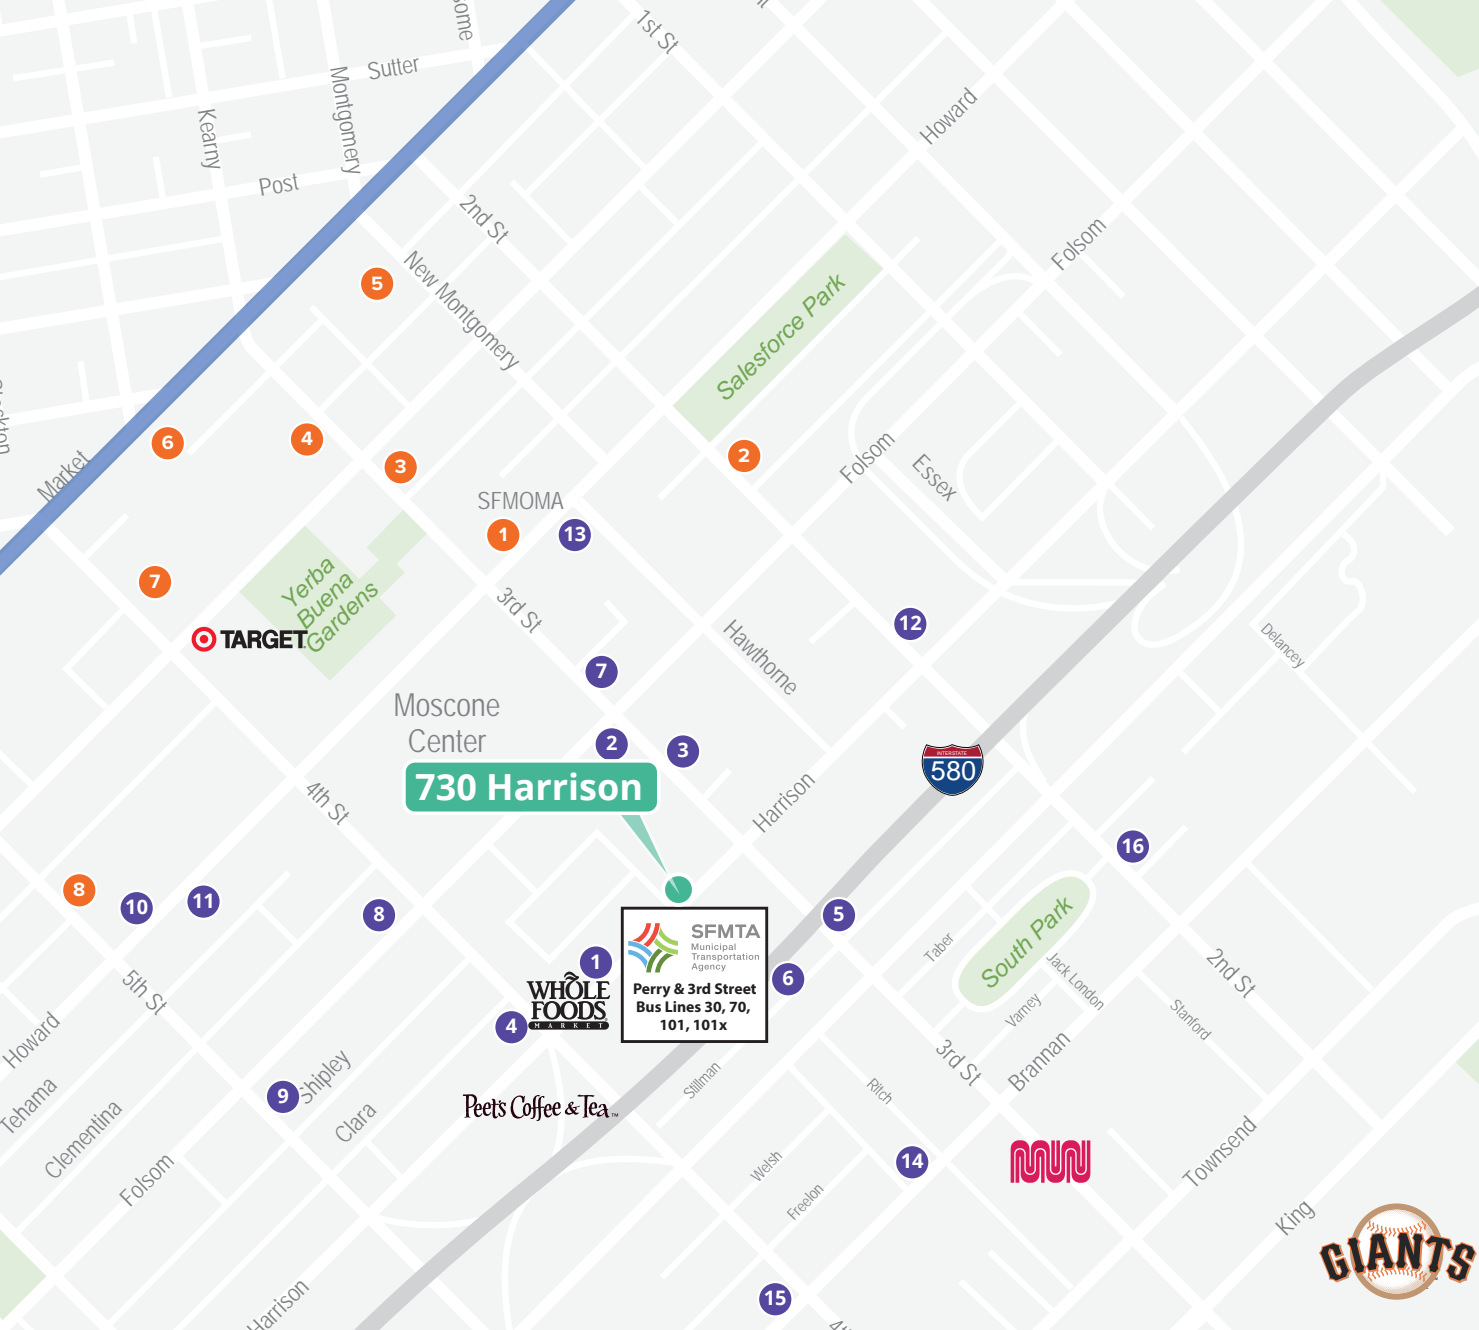 1st St
Sutter
Montgomery
Kearny
Howard
Post
2nd St
Folsom
New Montgomery
5
Salesforce Park
6
4
3
2
Market
Folsom
Essex
SFMOMA
1
13
7
Yerba
Buena
Gardens
TARGET
3rd St
12
Hawthorne
Delancey
7
Moscone
Center
2
3
730 Harrison
INTERSTATE
580
4th St
Harrison
16
8
10
11
8
5
SFMTA
Municipal
Transportation
Agency
Perry & 3rd Street
Bus Lines 30, 70,
101, 101x
Taber
South Park
Jack London
2nd St
1
6
WHOLE
FOODS
MARKET
4
5th St
Varney
Stanford
Howard
3rd St
Brannan
9
Shipley
Stillman
Ritch
Tehama
Clementina
Clara
Peet's Coffee & Tea™
Folsom
Welsh
Freelon
14
MUNI
Townsend
King
GIANTS
Harrison
15